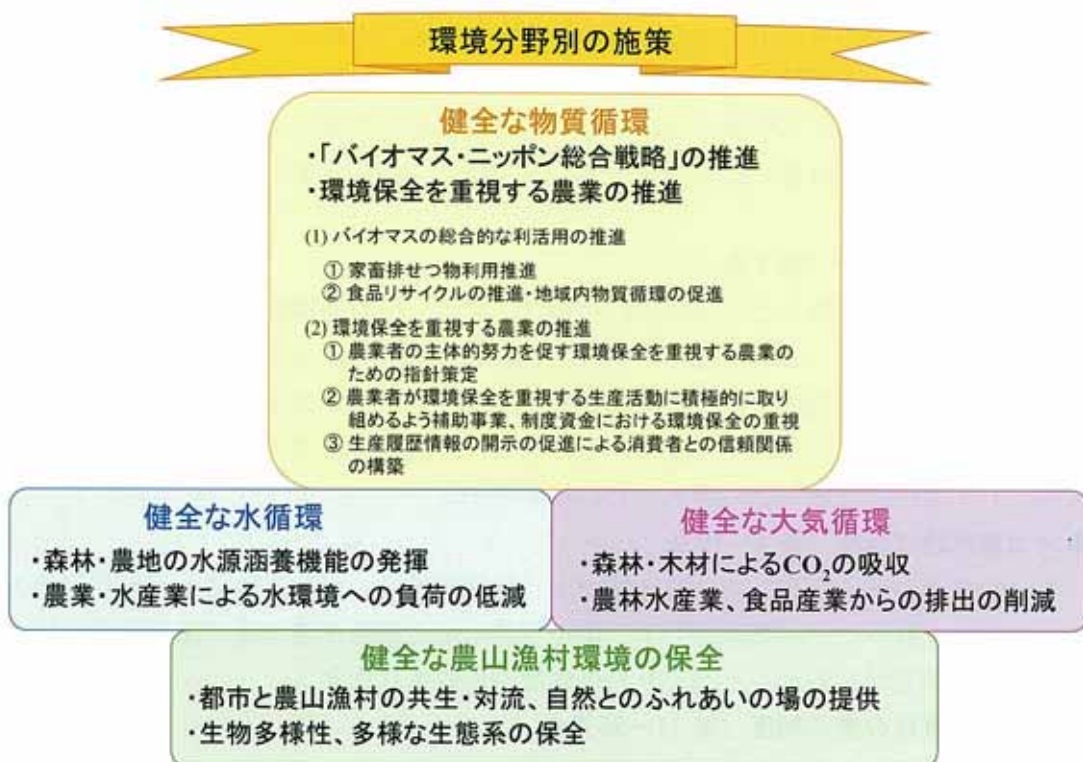 環境分野別の施策
健全な物質循環
・「バイオマス・ニッポン総合戦略」の推進
・環境保全を重視する農業の推進
(1) バイオマスの総合的な利活用の推進
① 家畜排せつ物利用推進
② 食品リサイクルの推進・地域内物質循環の促進
(2) 環境保全を重視する農業の推進
① 農業者の主体的努力を促す環境保全を重視する農業の
ための指針策定
② 農業者が環境保全を重視する生産活動に積極的に取り
組めるよう補助事業、制度資金における環境保全の重視
③ 生産履歴情報の開示の促進による消費者との信頼関係
の構築
健全な水循環
・森林・農地の水源涵養機能の発揮
・農業・水産業による水環境への負荷の低減
健全な大気循環
・森林・木材によるCO₂の吸収
・農林水産業、食品産業からの排出の削減
健全な農山漁村環境の保全
・都市と農山漁村の共生・対流、自然とのふれあいの場の提供
・生物多様性、多様な生態系の保全